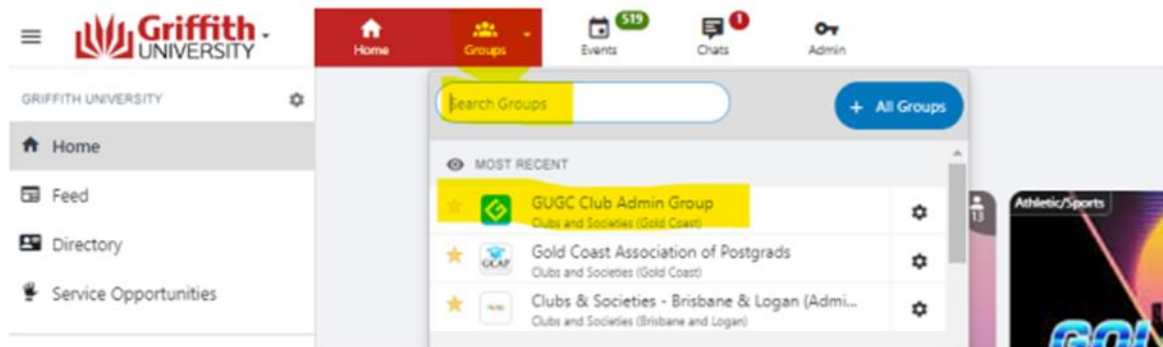 Griffith
UNIVERSITY
Home
Groups
519
Events
1
Chats
Admin
GRIFFITH UNIVERSITY
Home
Feed
Directory
Service Opportunities
Search Groups
+ All Groups
MOST RECENT
GUGC Club Admin Group
Clubs and Societies (Gold Coast)
GCAP
Gold Coast Association of Postgrads
Clubs and Societies (Gold Coast)
Clubs & Societies - Brisbane & Logan (Admi...
Clubs and Societies (Brisbane and Logan)
13
Athletic/Sports